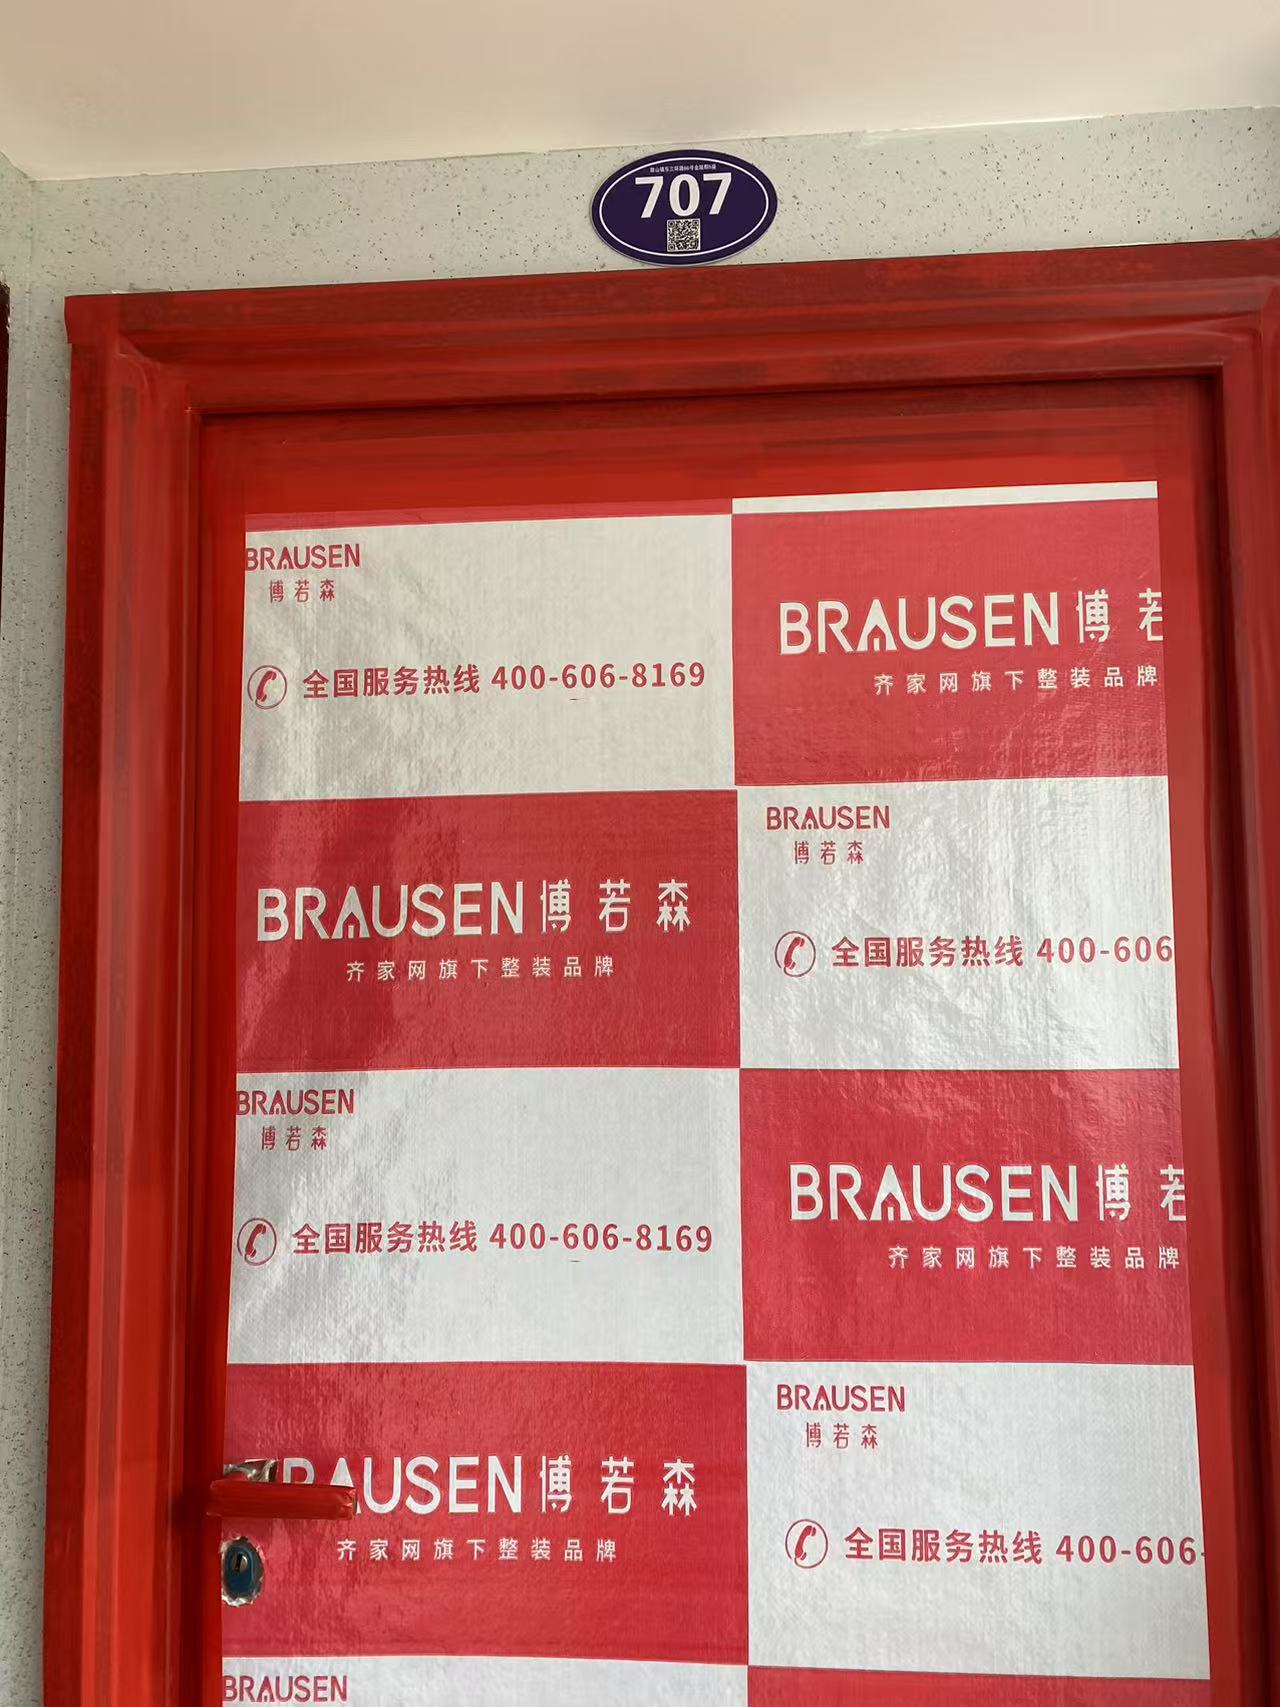 707
BRAUSEN
博若森
全国服务热线 400-606-8169
BRAUSEN博若
齐家网旗下整装品牌
BRAUSEN博若森
齐家网旗下整装品牌
BRAUSEN
博若森
全国服务热线 400-606
BRAUSEN
博若森
全国服务热线 400-606-8169
BRAUSEN博若
齐家网旗下整装品牌
BRAUSEN博若森
齐家网旗下整装品牌
BRAUSEN
博若森
全国服务热线 400-606-
BRAUSEN